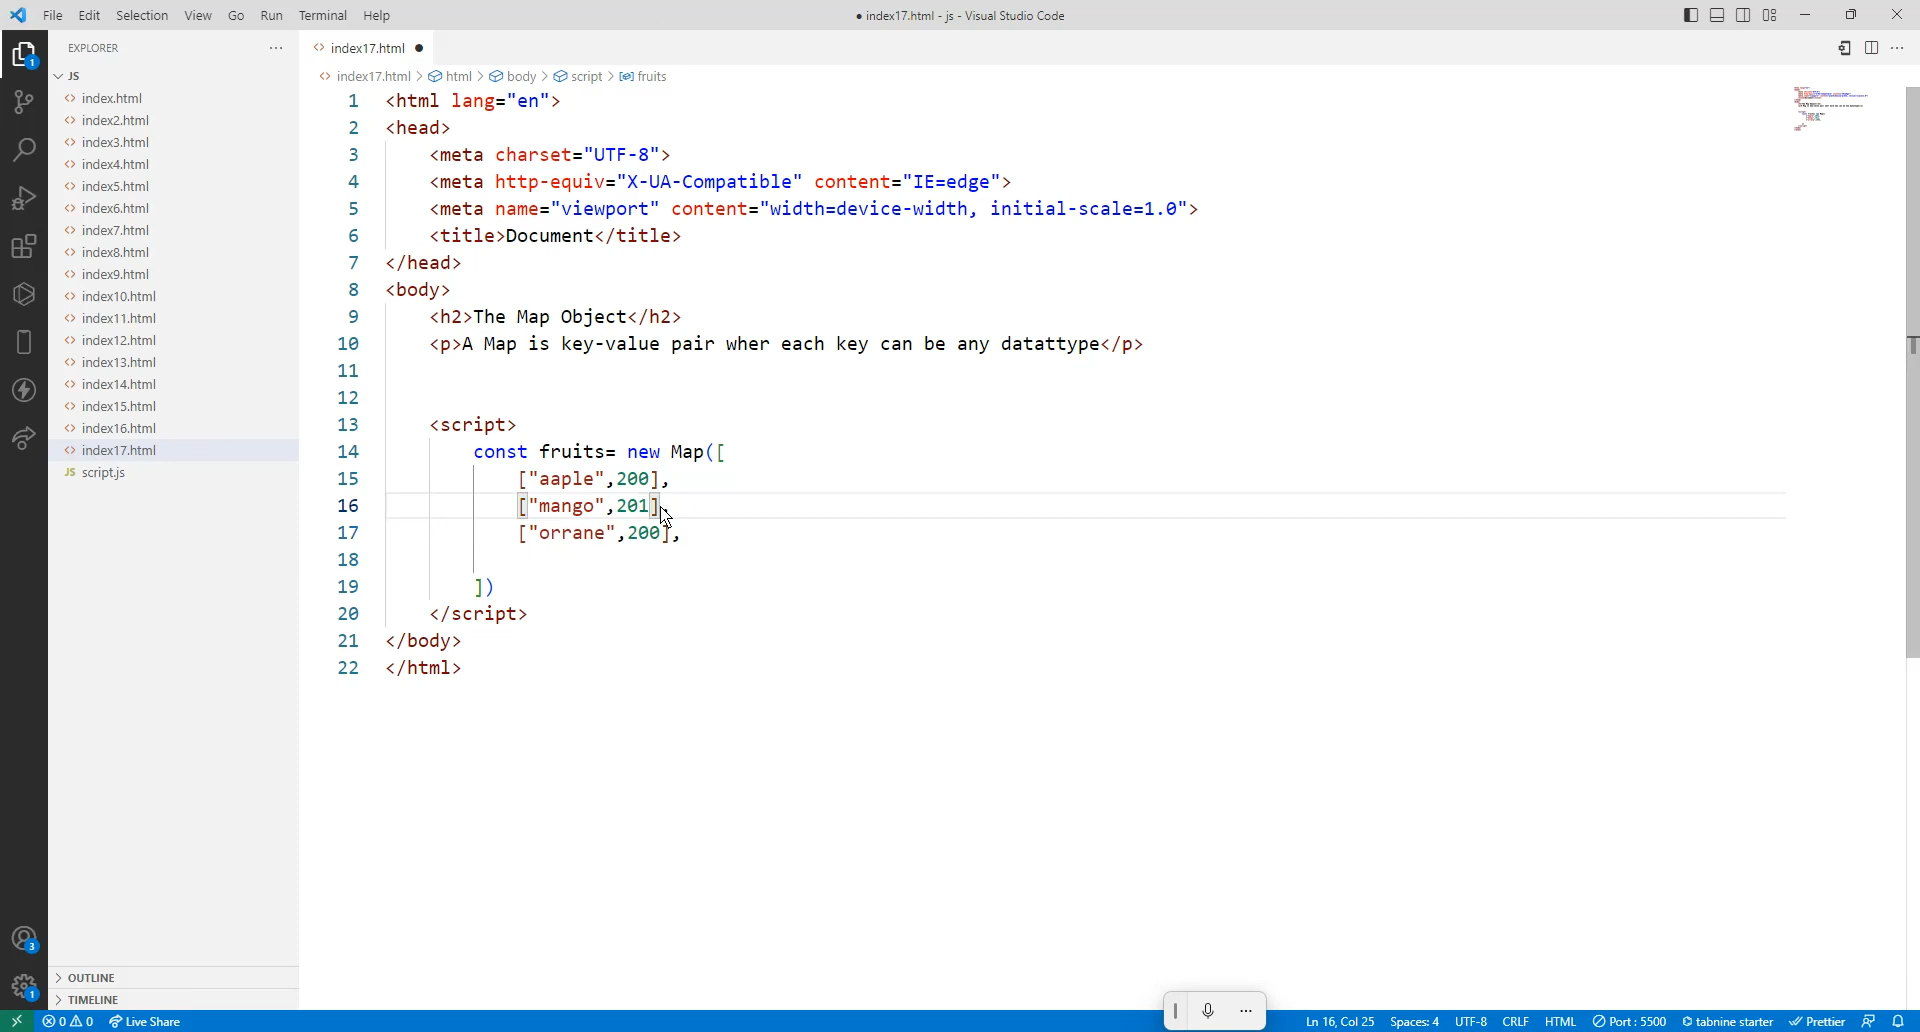 File Edit Selection View Go Run Terminal Help
● index17.html - js - Visual Studio Code
EXPLORER
index17.html
JS
index17.html > html > body > script > fruits
index.html
index2.html
index3.html
index4.html
index5.html
index6.html
index7.html
index8.html
index9.html
index10.html
index11.html
index12.html
index13.html
index14.html
index15.html
index16.html
index17.html
JS script.js
1 <html lang="en">
2 <head>
3 <meta charset="UTF-8">
4 <meta http-equiv="X-UA-Compatible" content="IE=edge">
5 <meta name="viewport" content="width=device-width, initial-scale=1.0">
6 <title>Document</title>
7 </head>
8 <body>
9 <h2>The Map Object</h2>
10 <p>A Map is key-value pair wher each key can be any datattype</p>
11
12
13 <script>
14 const fruits= new Map([
15 ["aaple",200],
16 ["mango",201],
17 ["orrane",200],
18
19 ])
20 </script>
21 </body>
22 </html>
1
3
1
OUTLINE
TIMELINE
0 0 Live Share
Ln 16, Col 25 Spaces: 4 UTF-8 CRLF HTML Port : 5500 tabnine starter Prettier